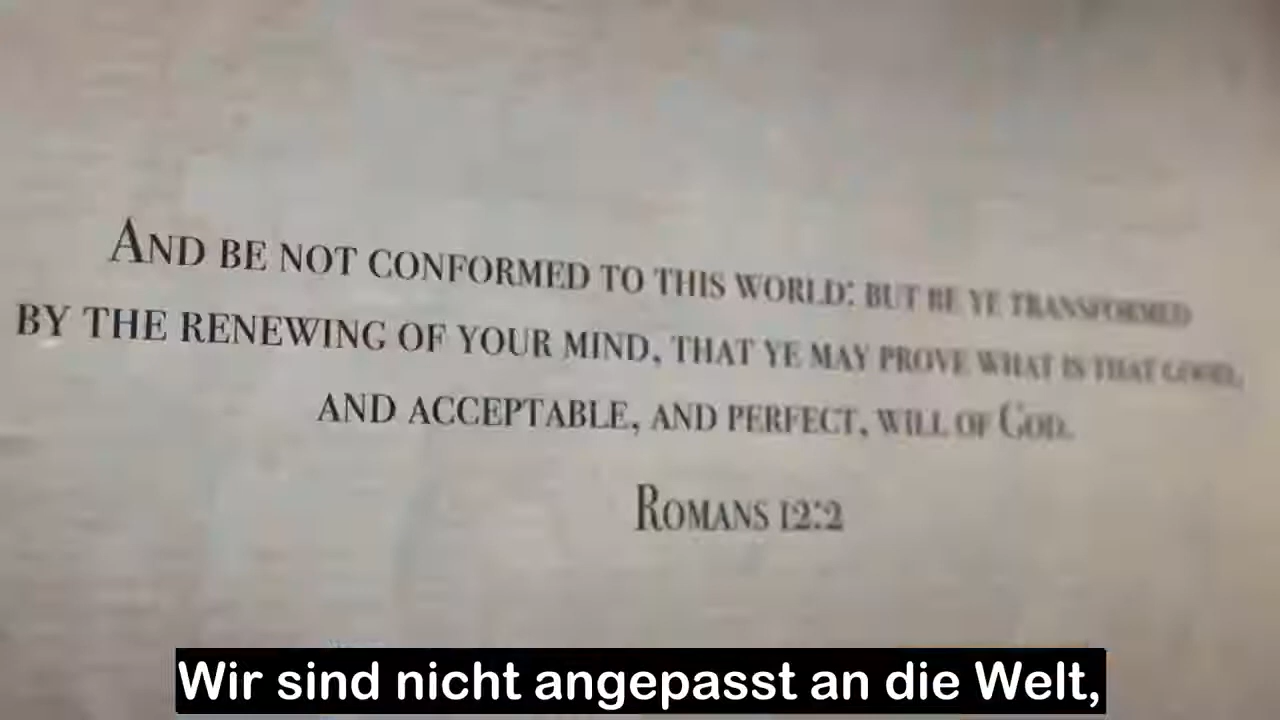 And be not conformed to this world: but be ye transformed
by the renewing of your mind, that ye may prove what is that good,
and acceptable, and perfect, will of God.
Romans 12:2
Wir sind nicht angepasst an die Welt,